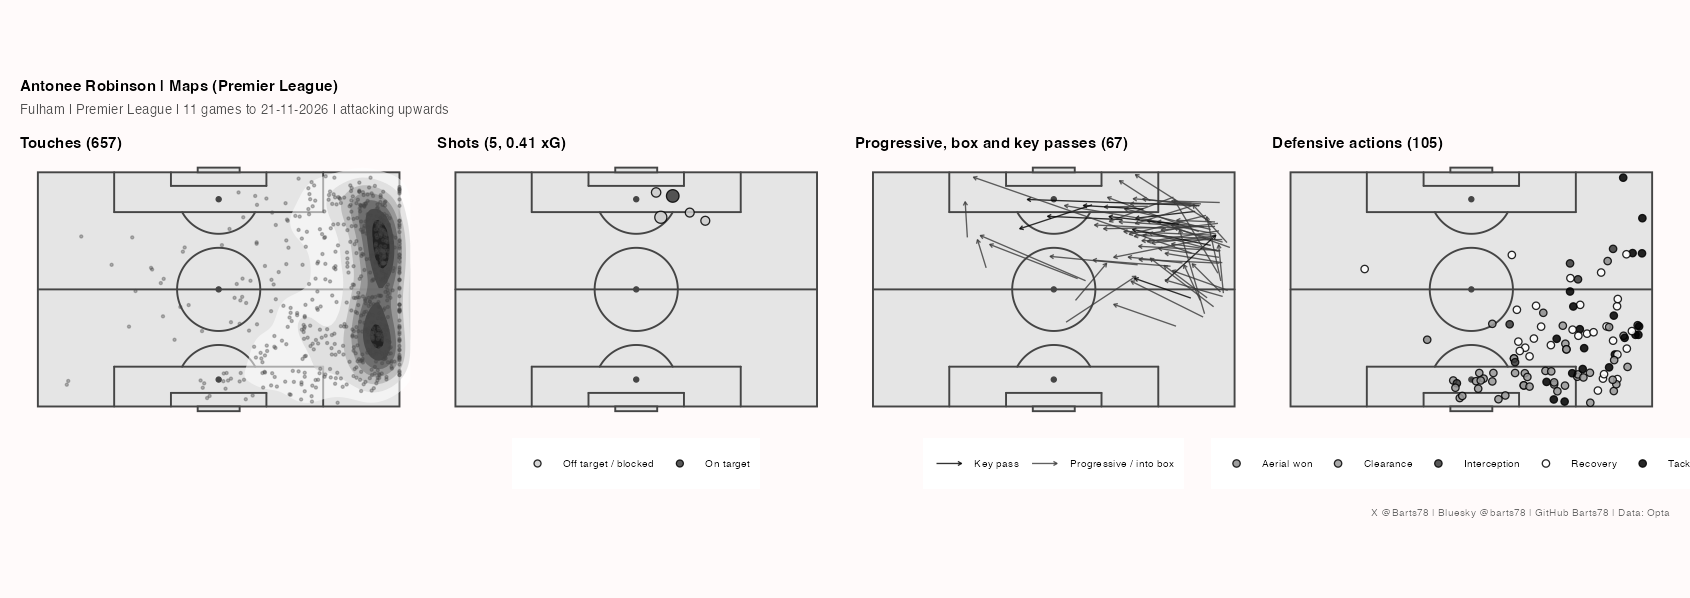 Antonee Robinson | Maps (Premier League)
Fulham | Premier League | 11 games to 21-11-2026 | attacking upwards
Touches (657)
Shots (5, 0.41 xG)
Progressive, box and key passes (67)
Defensive actions (105)
Off target / blocked
On target
Key pass
Progressive / into box
Aerial won
Clearance
Interception
Recovery
Tack
X @Barts78 | Bluesky @barts78 | GitHub Barts78 | Data: Opta